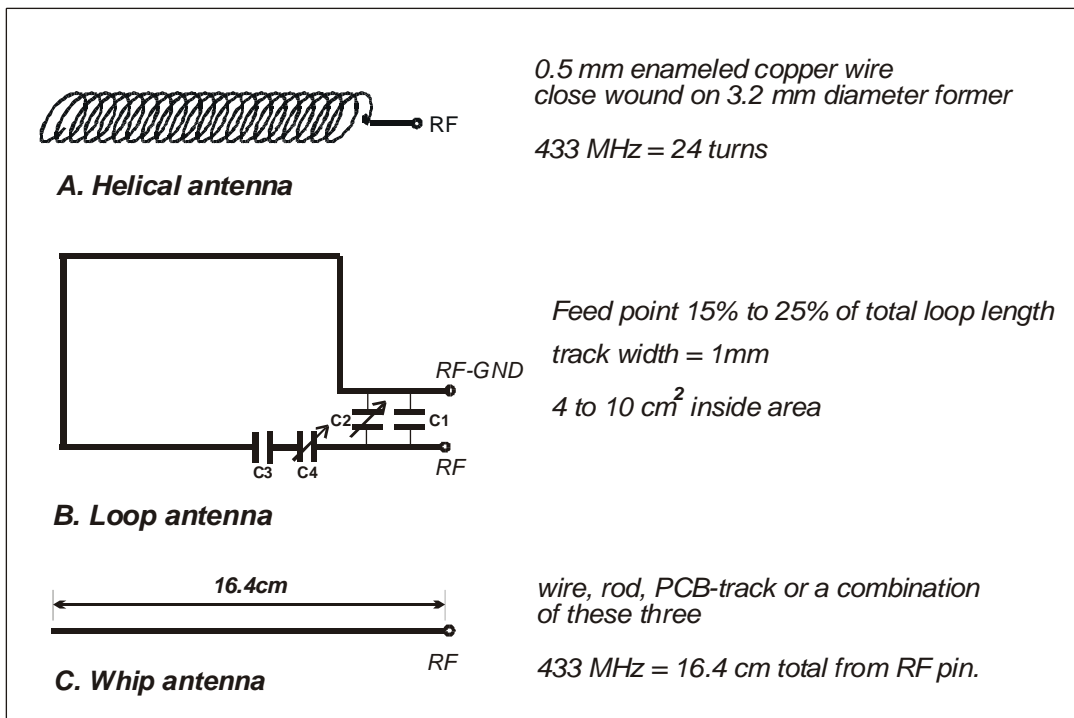 0.5 mm enameled copper wire
close wound on 3.2 mm diameter former
RF
433 MHz = 24 turns
A. Helical antenna
Feed point 15% to 25% of total loop length
track width = 1mm
RF-GND
4 to 10 cm²inside area
C2
C1
C3
C4
RF
B. Loop antenna
16.4cm
wire, rod, PCB-track or a combination
of these three
RF
433 MHz = 16.4 cm total from RF pin.
C. Whip antenna